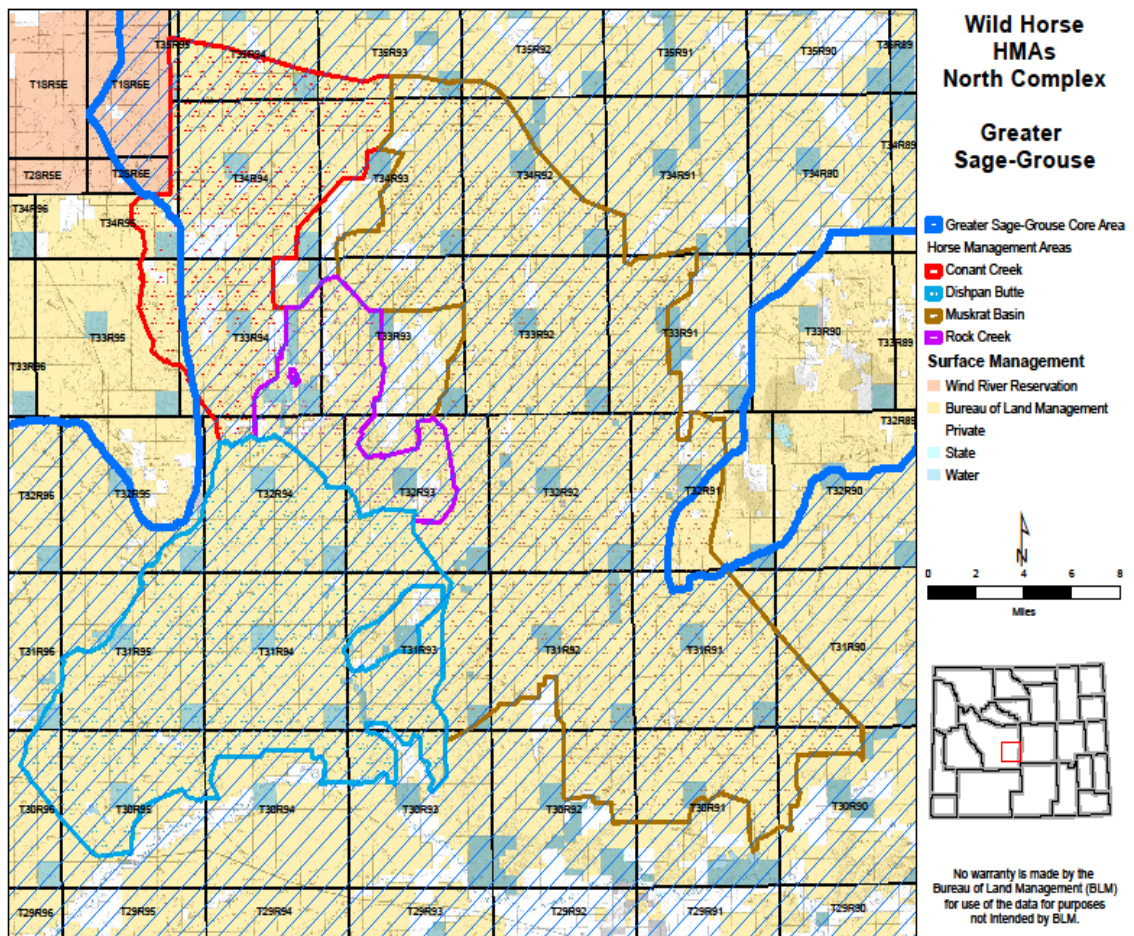 Wild Horse
HMAs
North Complex
Greater
Sage-Grouse
Greater Sage-Grouse Core Area
Horse Management Areas
Conant Creek
Dishpan Butte
Muskrat Basin
Rock Creek
Surface Management
Wind River Reservation
Bureau of Land Management
Private
State
Water
N
0 2 4 6 8
Miles
No warranty is made by the
Bureau of Land Management (BLM)
for use of the data for purposes
not intended by BLM.
T35R95 T35R94 T35R93 T35R92 T35R91 T35R90 T35R89
T1SR5E T1SR6E
T2SR5E T2SR6E
T34R96 T34R95 T34R94 T34R93 T34R92 T34R91 T34R90 T34R89
T33R96 T33R95 T33R94 T33R93 T33R92 T33R91 T33R90 T33R89
T32R96 T32R95 T32R94 T32R93 T32R92 T32R91 T32R90 T32R89
T31R96 T31R95 T31R94 T31R93 T31R92 T31R91 T31R90
T30R96 T30R95 T30R94 T30R93 T30R92 T30R91 T30R90
T29R96 T29R95 T29R94 T29R93 T29R92 T29R91 T29R90